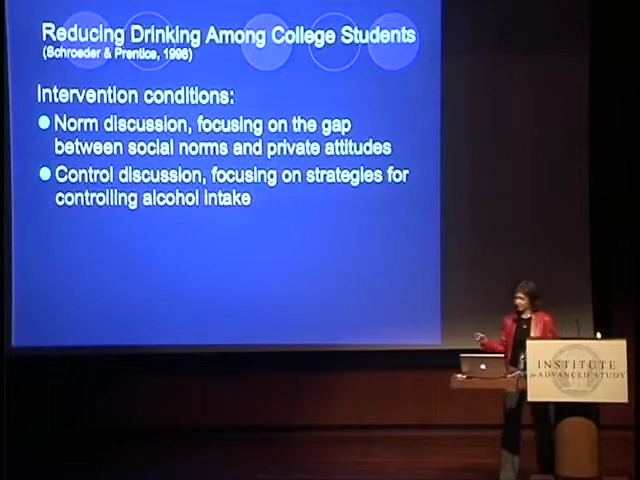 Reducing Drinking Among College Students
(Schroeder & Prentice, 1998)
Intervention conditions:
Norm discussion, focusing on the gap
between social norms and private attitudes
Control discussion, focusing on strategies for
controlling alcohol intake
INSTITUTE
for ADVANCED STUDY